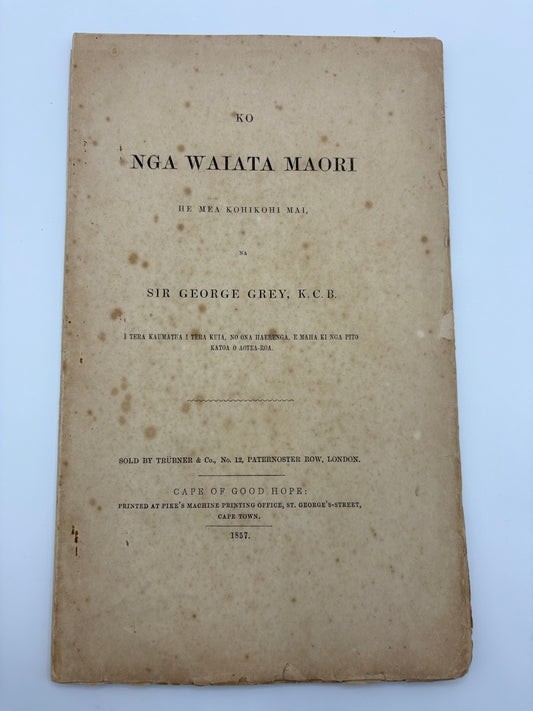 KO
NGA WAIATA MAORI
HE MEA KOHIKOHI MAI,
NA
SIR GEORGE GREY, K.C.B.
I TERA KAUMATUA I TERA KUIA, NO ONA HAERENGA, E MAHA KI NGA PITO
KATOA O AOTEA-ROA.
SOLD BY TRÜRNER & Co., No. 12, PATERNOSTER ROW, LONDON.
CAPE OF GOOD HOPE:
PRINTED AT PIKE'S MACHINE PRINTING OFFICE, ST. GEORGE'S-STREET,
CAPE TOWN.
1857.